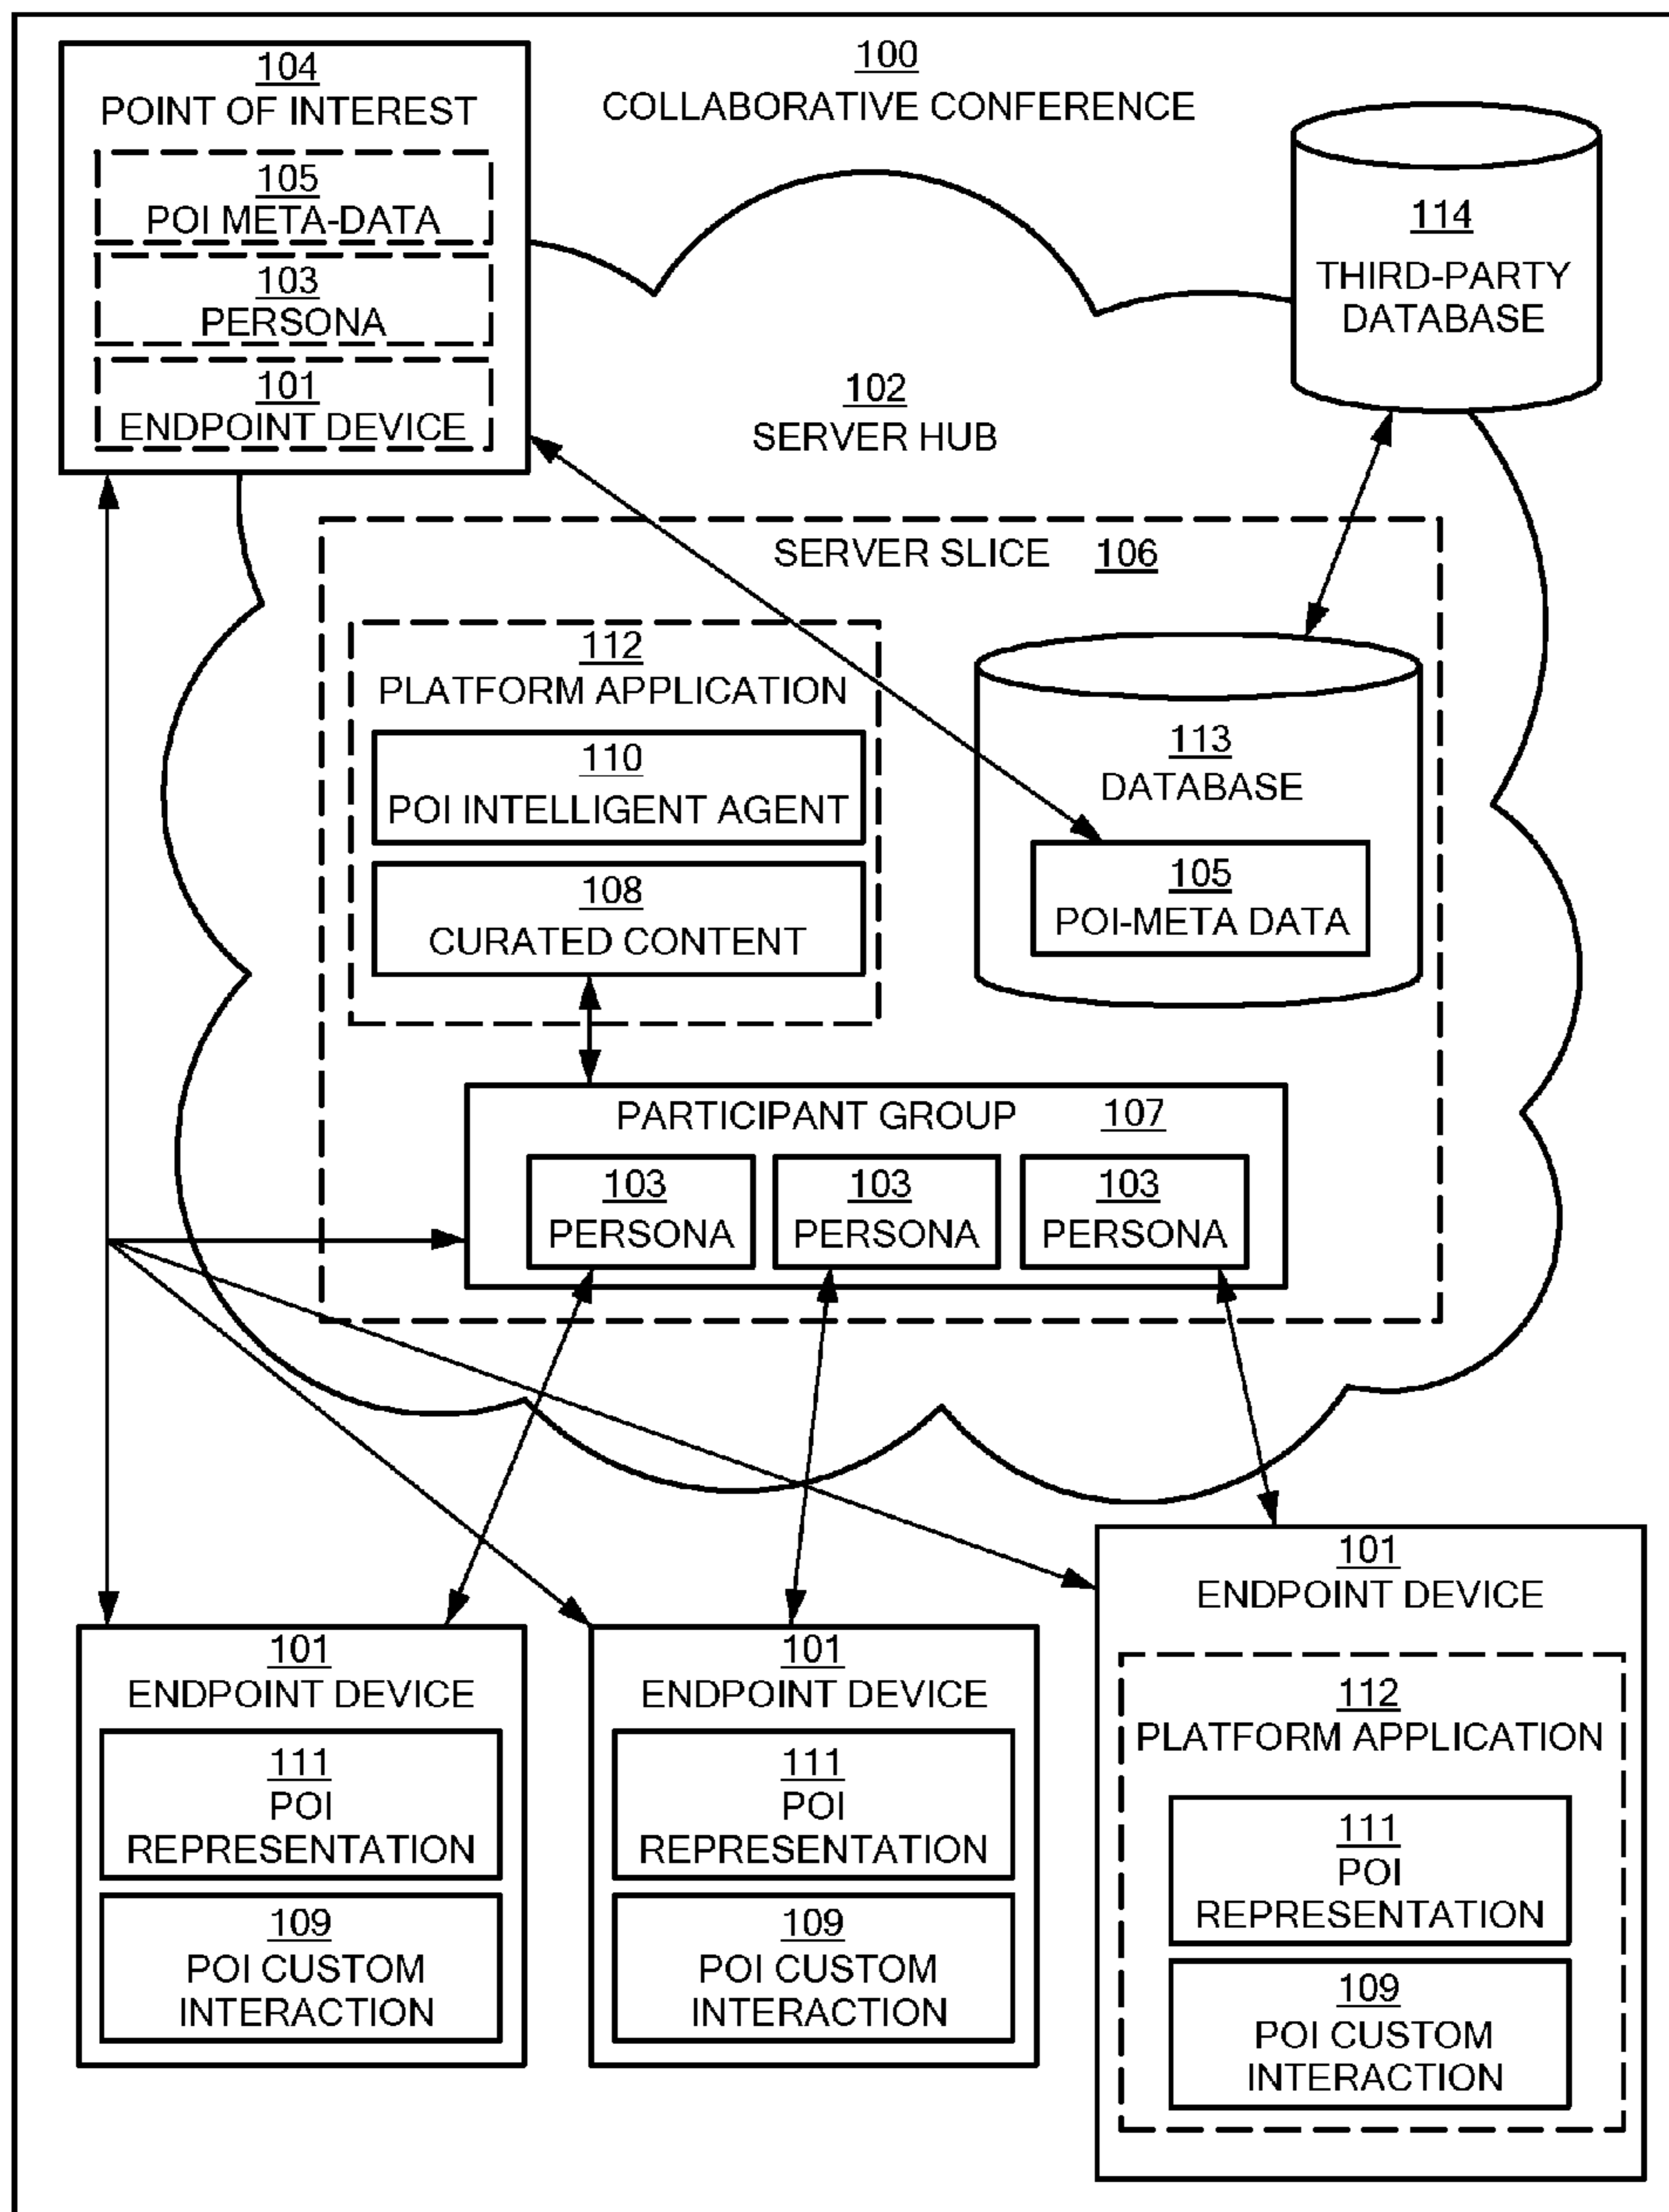 104
POINT OF INTEREST
105
POI META-DATA
103
PERSONA
101
ENDPOINT DEVICE
100
COLLABORATIVE CONFERENCE
114
THIRD-PARTY
DATABASE
102
SERVER HUB
SERVER SLICE 106
112
PLATFORM APPLICATION
110
POI INTELLIGENT AGENT
108
CURATED CONTENT
113
DATABASE
105
POI-META DATA
PARTICIPANT GROUP 107
103
PERSONA
103
PERSONA
103
PERSONA
101
ENDPOINT DEVICE
111
POI
REPRESENTATION
109
POI CUSTOM
INTERACTION
101
ENDPOINT DEVICE
111
POI
REPRESENTATION
109
POI CUSTOM
INTERACTION
101
ENDPOINT DEVICE
112
PLATFORM APPLICATION
111
POI
REPRESENTATION
109
POI CUSTOM
INTERACTION